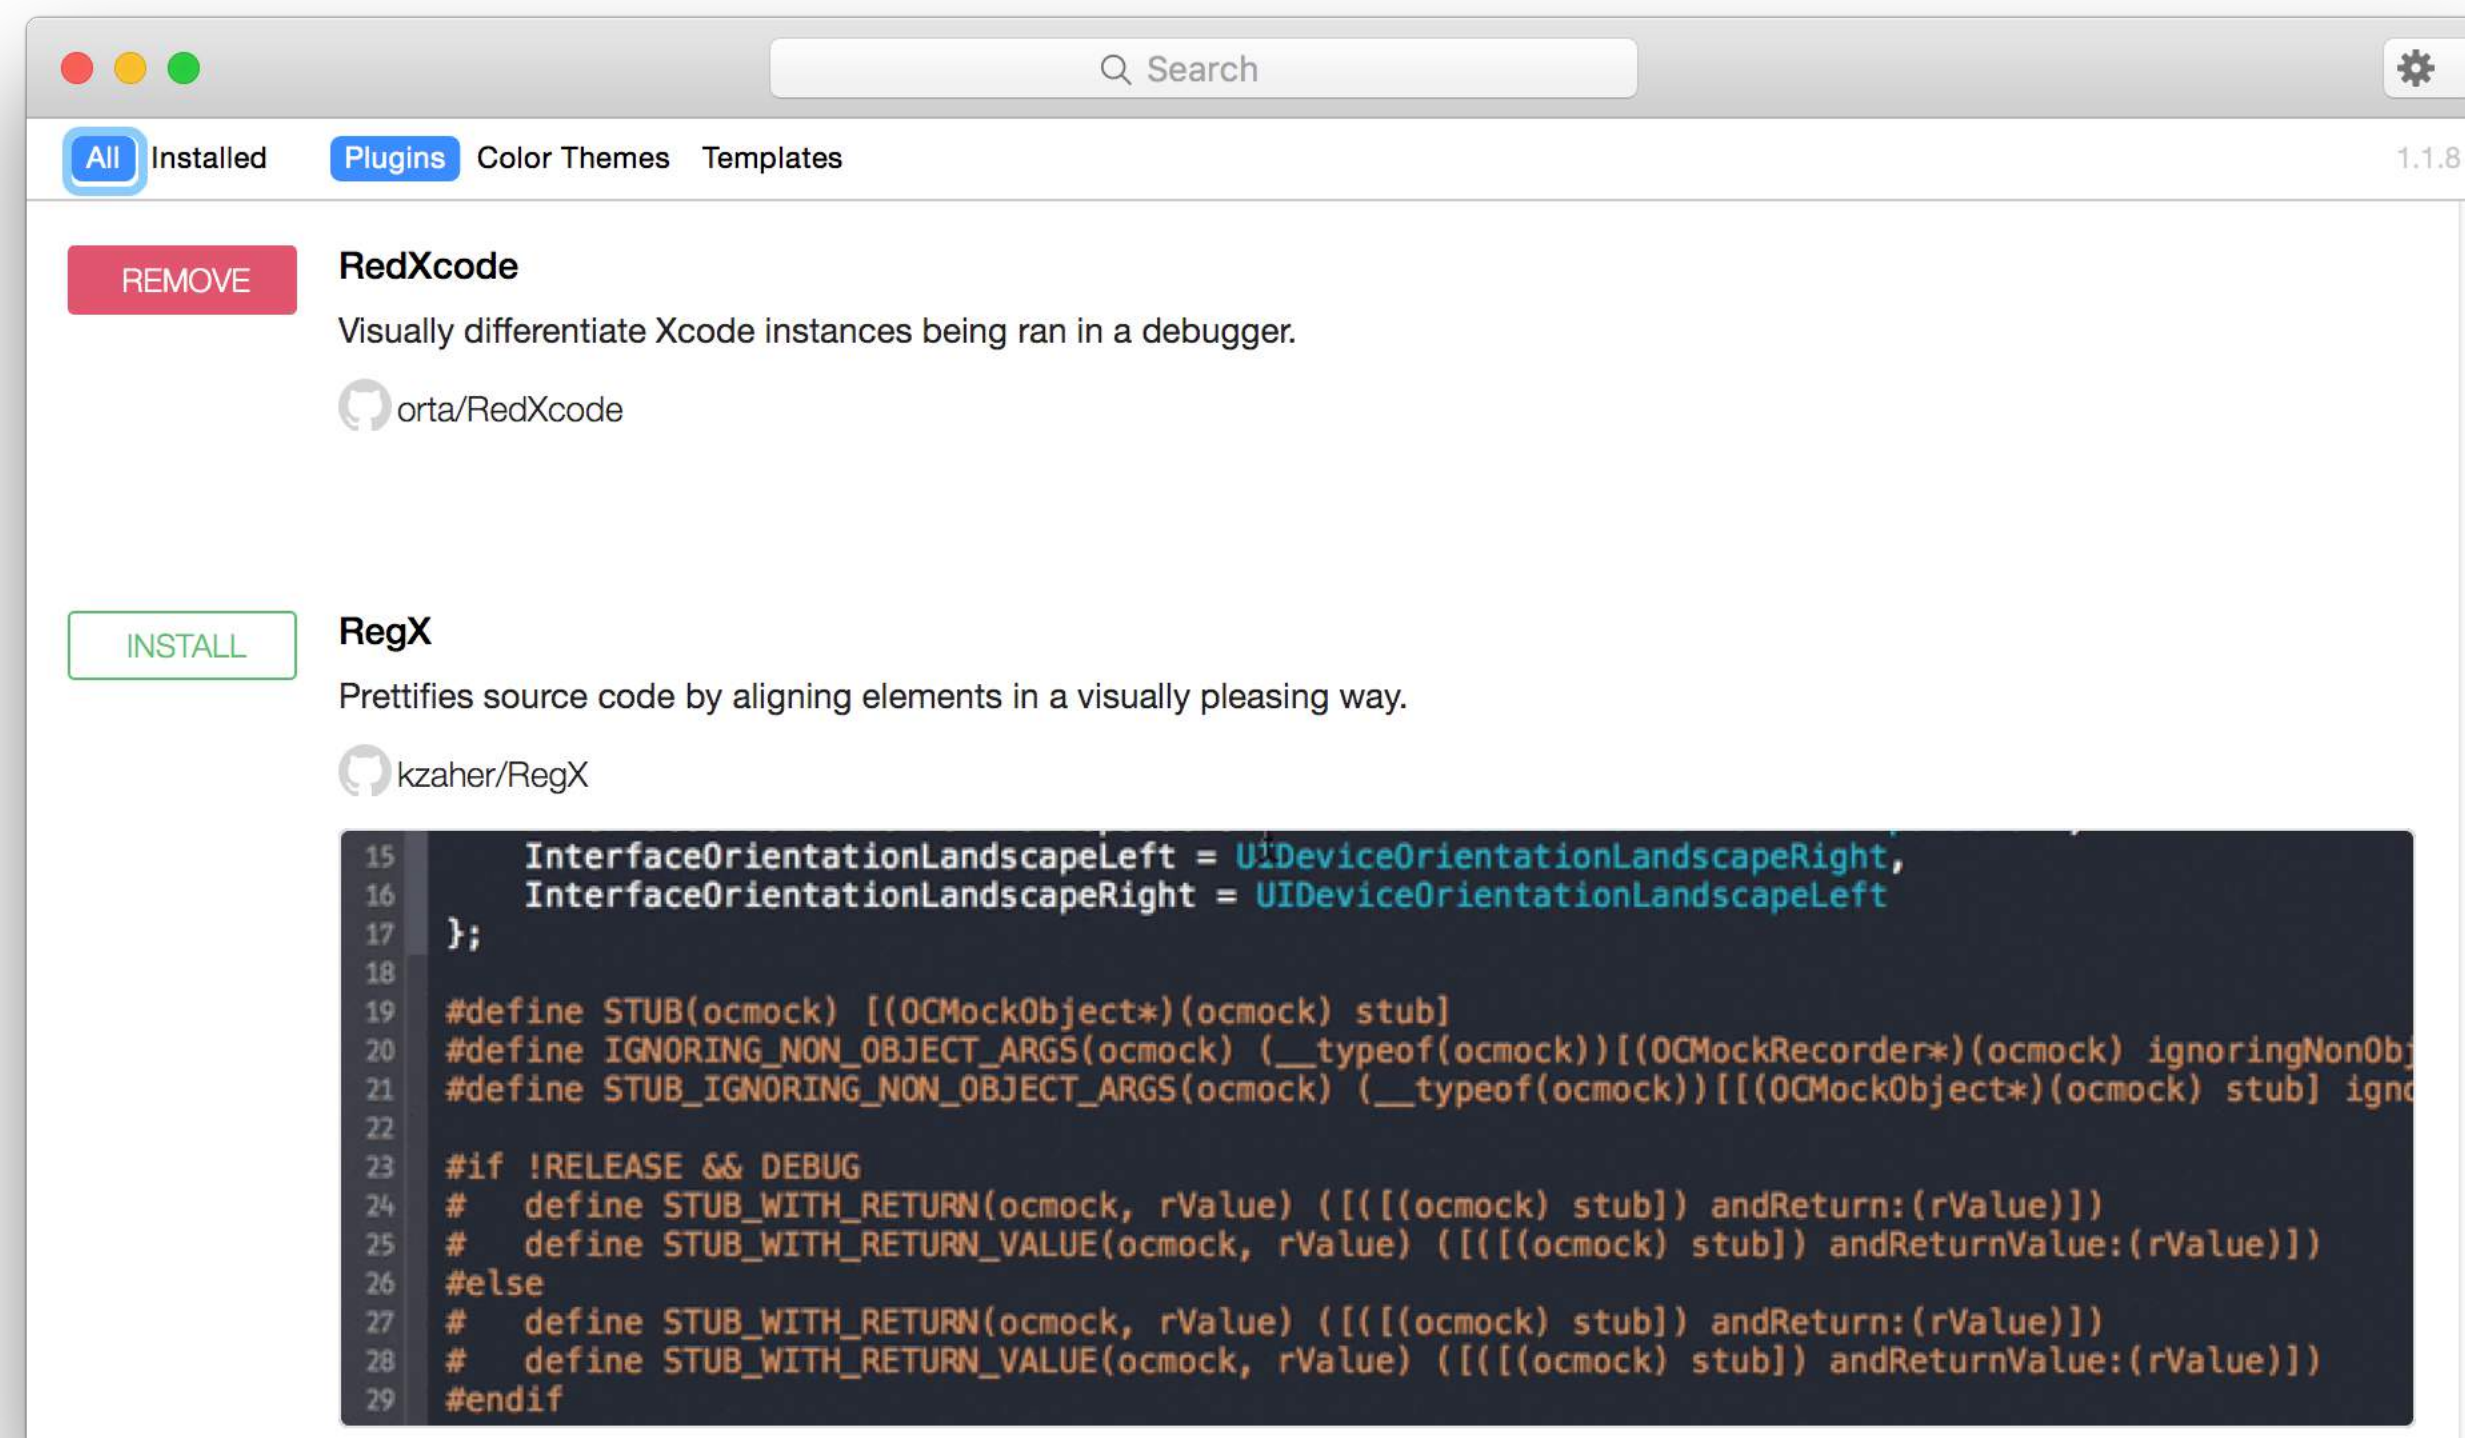 Search
All Installed Plugins Color Themes Templates 1.1.8
REMOVE RedXcode
Visually differentiate Xcode instances being ran in a debugger.
orta/RedXcode
INSTALL RegX
Prettifies source code by aligning elements in a visually pleasing way.
kzaher/RegX
15 InterfaceOrientationLandscapeLeft = UIDeviceOrientationLandscapeRight,
16 InterfaceOrientationLandscapeRight = UIDeviceOrientationLandscapeLeft
17 };
18
19 #define STUB(ocmock) [(OCMockObject*)(ocmock) stub]
20 #define IGNORING_NON_OBJECT_ARGS(ocmock) (__typeof(ocmock))[(OCMockRecorder*)(ocmock) ignoringNonObj
21 #define STUB_IGNORING_NON_OBJECT_ARGS(ocmock) (__typeof(ocmock))[[(OCMockObject*)(ocmock) stub] igno
22
23 #if !RELEASE && DEBUG
24 #   define STUB_WITH_RETURN(ocmock, rValue) ([([(ocmock) stub]) andReturn:(rValue)])
25 #   define STUB_WITH_RETURN_VALUE(ocmock, rValue) ([([(ocmock) stub]) andReturnValue:(rValue)])
26 #else
27 #   define STUB_WITH_RETURN(ocmock, rValue) ([([(ocmock) stub]) andReturn:(rValue)])
28 #   define STUB_WITH_RETURN_VALUE(ocmock, rValue) ([([(ocmock) stub]) andReturnValue:(rValue)])
29 #endif